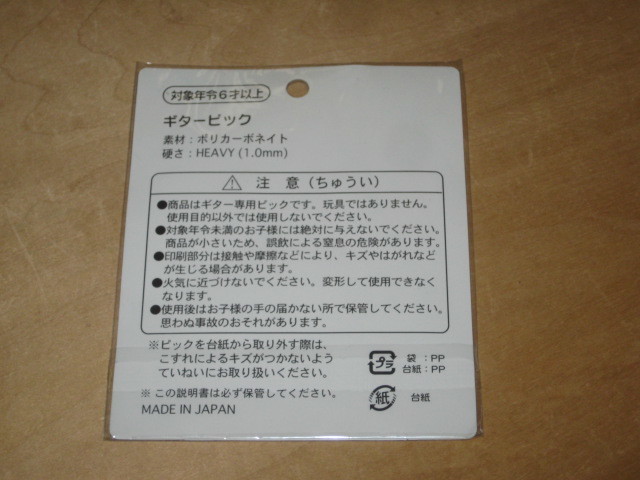 対象年令6才以上
ギターピック
素材：ポリカーボネイト
硬さ：HEAVY (1.0mm)
⚠ 注 意（ちゅうい）
●商品はギター専用ピックです。玩具ではありません。
使用目的以外では使用しないでください。
●対象年令未満のお子様には絶対に与えないでください。
商品が小さいため、誤飲による窒息の危険があります。
●印刷部分は接触や摩擦などにより、キズやはがれなど
が生じる場合があります。
●火気に近づけないでください。変形して使用できなく
なります。
●使用後はお子様の手の届かない所で保管してください。
思わぬ事故のおそれがあります。
※ピックを台紙から取り外す際は、
こすれによるキズがつかないよう
ていねいにお取り扱いください。
プラ 袋 ：PP
台紙：PP
※ この説明書は必ず保管してください。
紙 台紙
MADE IN JAPAN